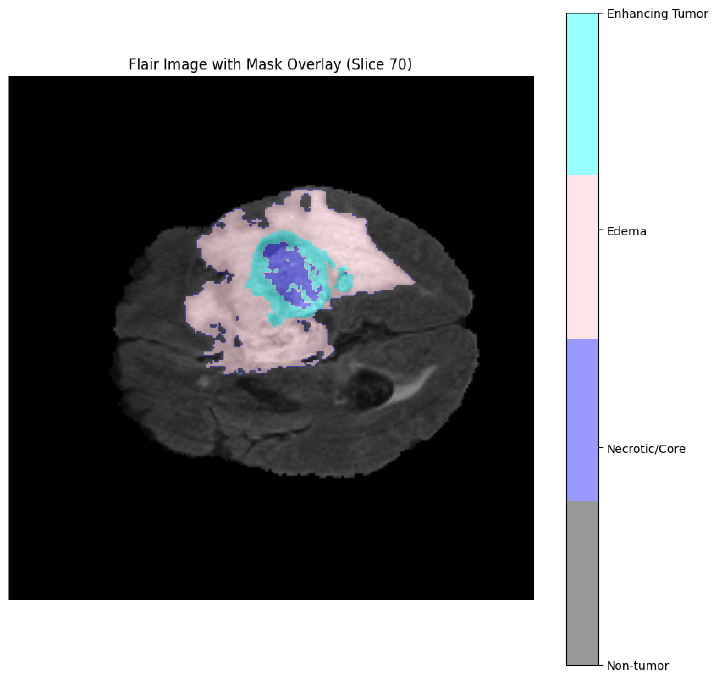 Flair Image with Mask Overlay (Slice 70)
Enhancing Tumor
Edema
Necrotic/Core
Non-tumor